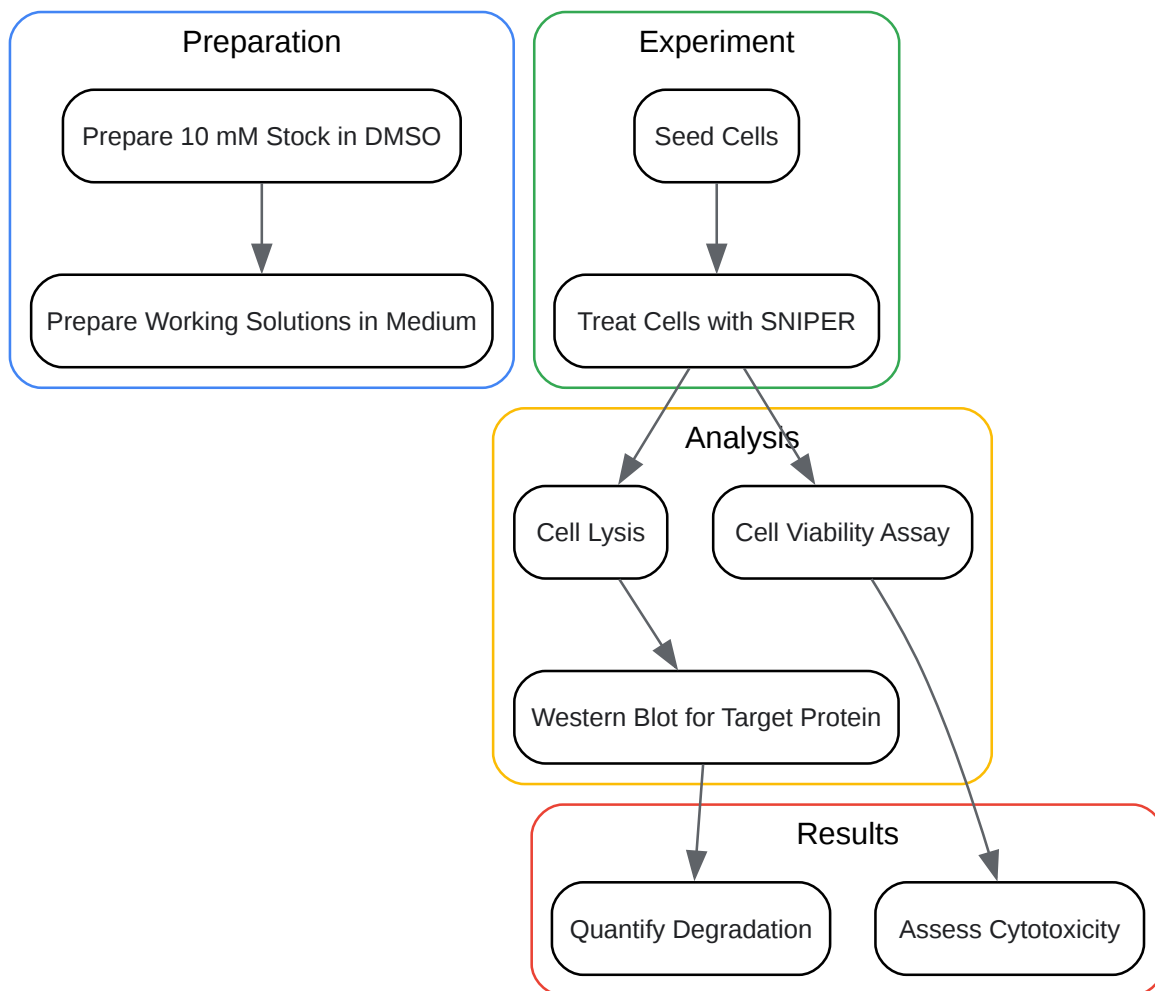 Preparation
Prepare 10 mM Stock in DMSO
Prepare Working Solutions in Medium
Experiment
Seed Cells
Treat Cells with SNIPER
Analysis
Cell Lysis
Cell Viability Assay
Western Blot for Target Protein
Results
Quantify Degradation
Assess Cytotoxicity